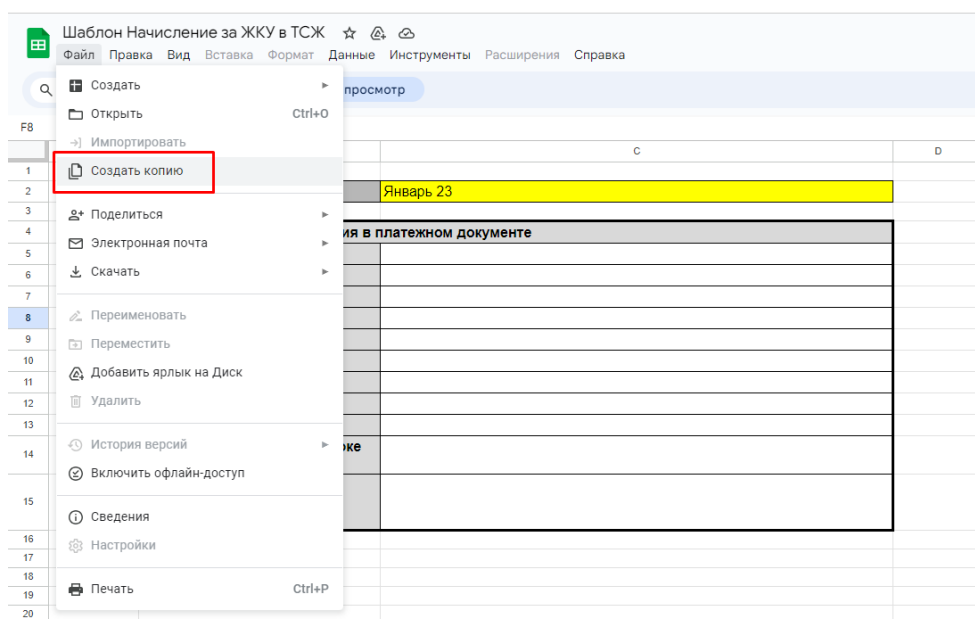 Шаблон Начисление за ЖКУ в ТСЖ
Файл Правка Вид Вставка Формат Данные Инструменты Расширения Справка
Создать
просмотр
Открыть Ctrl+O
F8
Импортировать
C D
Создать копию
1
2 Январь 23
3 Поделиться
4 ия в платежном документе
Электронная почта
5
6 Скачать
7
8 Переименовать
9 Переместить
10
11 Добавить ярлык на Диск
12 Удалить
13
История версий
14 оке
Включить офлайн-доступ
15
Сведения
16
Настройки
17
18
Печать Ctrl+P
19
20